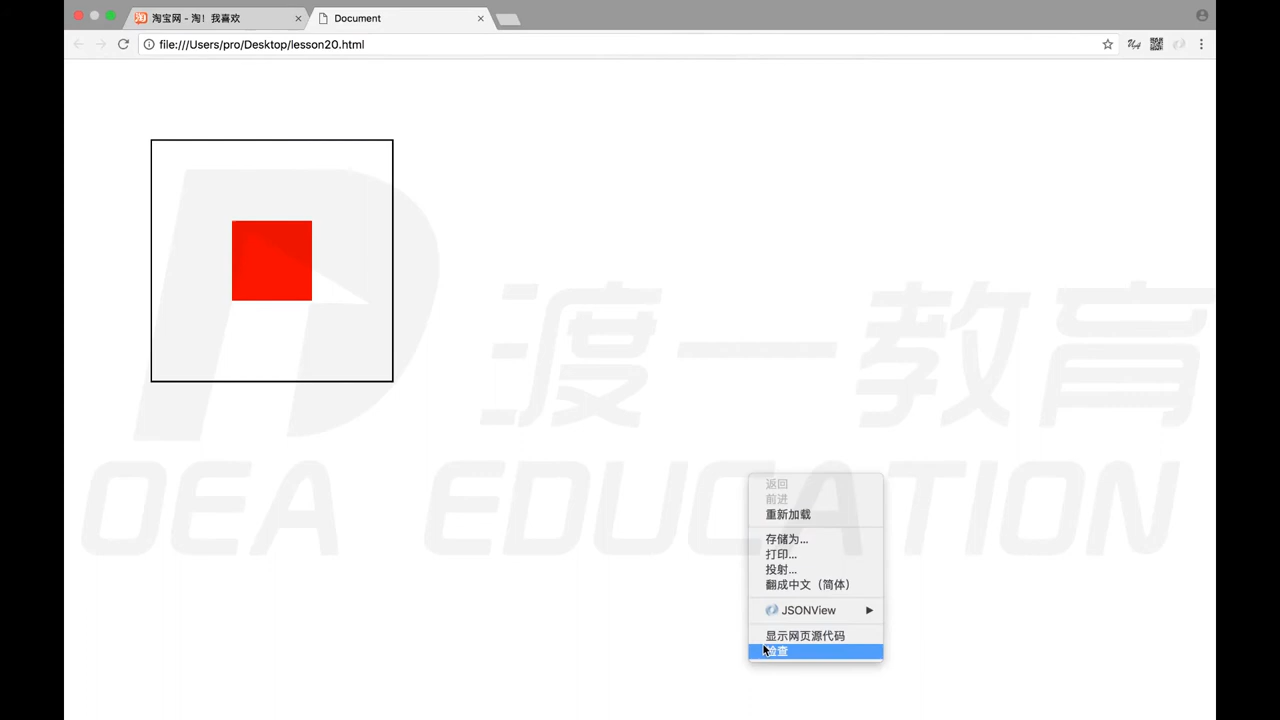 淘宝网 - 淘！我喜欢
Document
file:///Users/pro/Desktop/lesson20.html
渡一教育
OEA EDUCATION
返回
前进
重新加载
存储为...
打印...
投射...
翻成中文（简体）
JSONView
显示网页源代码
检查